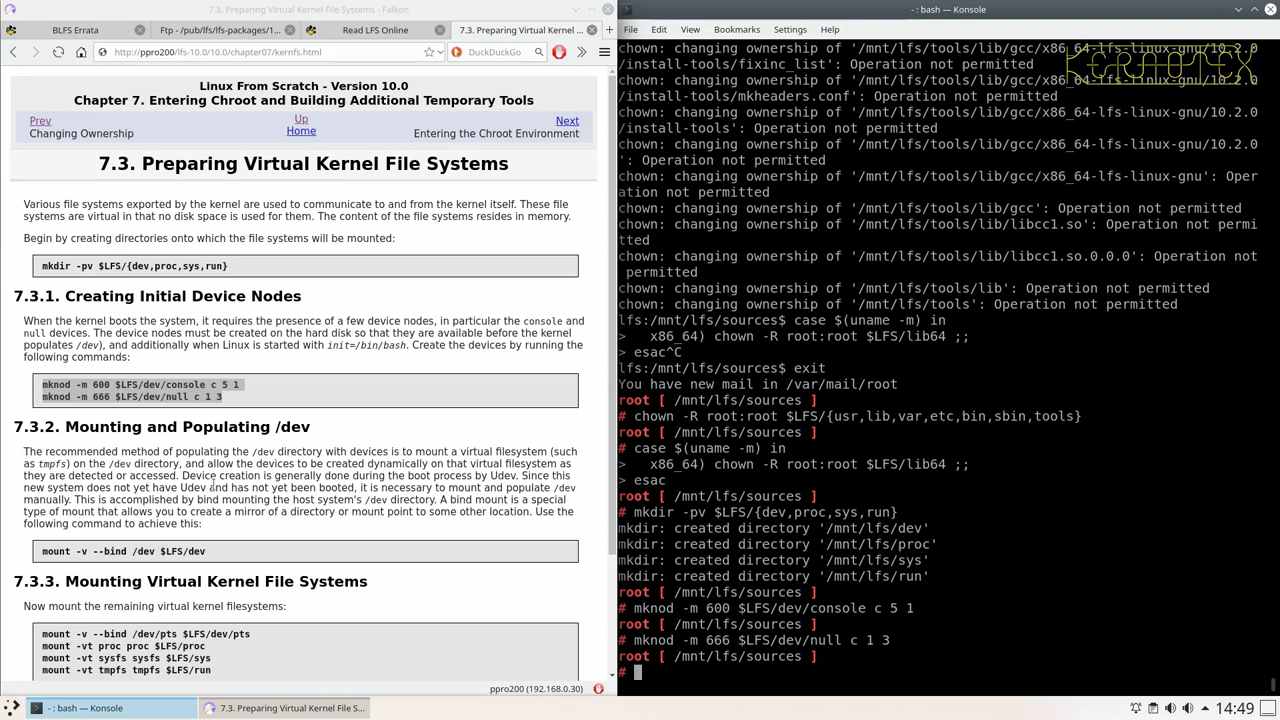 7.3. Preparing Virtual Kernel File Systems - Falkon
BLFS Errata
Ftp - /pub/lfs/lfs-packages/1...
Read LFS Online
7.3. Preparing Virtual Kernel ...
http://ppro200/lfs-10.0/10.0/chapter07/kernfs.html
DuckDuckGo
Linux From Scratch - Version 10.0
Chapter 7. Entering Chroot and Building Additional Temporary Tools
Prev
Up
Next
Changing Ownership
Home
Entering the Chroot Environment
7.3. Preparing Virtual Kernel File Systems
Various file systems exported by the kernel are used to communicate to and from the kernel itself. These file
systems are virtual in that no disk space is used for them. The content of the file systems resides in memory.
Begin by creating directories onto which the file systems will be mounted:
mkdir -pv $LFS/{dev,proc,sys,run}
7.3.1. Creating Initial Device Nodes
When the kernel boots the system, it requires the presence of a few device nodes, in particular the console and
null devices. The device nodes must be created on the hard disk so that they are available before the kernel
populates /dev), and additionally when Linux is started with init=/bin/bash. Create the devices by running the
following commands:
mknod -m 600 $LFS/dev/console c 5 1
mknod -m 666 $LFS/dev/null c 1 3
7.3.2. Mounting and Populating /dev
The recommended method of populating the /dev directory with devices is to mount a virtual filesystem (such
as tmpfs) on the /dev directory, and allow the devices to be created dynamically on that virtual filesystem as
they are detected or accessed. Device creation is generally done during the boot process by Udev. Since this
new system does not yet have Udev and has not yet been booted, it is necessary to mount and populate /dev
manually. This is accomplished by bind mounting the host system's /dev directory. A bind mount is a special
type of mount that allows you to create a mirror of a directory or mount point to some other location. Use the
following command to achieve this:
mount -v --bind /dev $LFS/dev
7.3.3. Mounting Virtual Kernel File Systems
Now mount the remaining virtual kernel filesystems:
mount -v --bind /dev/pts $LFS/dev/pts
mount -vt proc proc $LFS/proc
mount -vt sysfs sysfs $LFS/sys
mount -vt tmpfs tmpfs $LFS/run
ppro200 (192.168.0.30)
- : bash — Konsole
File Edit View Bookmarks Settings Help
KERNOTEX
chown: changing ownership of '/mnt/lfs/tools/lib/gcc/x86_64-lfs-linux-gnu/10.2.0
/install-tools/fixinc_list': Operation not permitted
chown: changing ownership of '/mnt/lfs/tools/lib/gcc/x86_64-lfs-linux-gnu/10.2.0
/install-tools/mkheaders.conf': Operation not permitted
chown: changing ownership of '/mnt/lfs/tools/lib/gcc/x86_64-lfs-linux-gnu/10.2.0
/install-tools': Operation not permitted
chown: changing ownership of '/mnt/lfs/tools/lib/gcc/x86_64-lfs-linux-gnu/10.2.0
': Operation not permitted
chown: changing ownership of '/mnt/lfs/tools/lib/gcc/x86_64-lfs-linux-gnu': Oper
ation not permitted
chown: changing ownership of '/mnt/lfs/tools/lib/gcc': Operation not permitted
chown: changing ownership of '/mnt/lfs/tools/lib/libcc1.so': Operation not permi
tted
chown: changing ownership of '/mnt/lfs/tools/lib/libcc1.so.0.0.0': Operation not
permitted
chown: changing ownership of '/mnt/lfs/tools/lib': Operation not permitted
chown: changing ownership of '/mnt/lfs/tools': Operation not permitted
lfs:/mnt/lfs/sources$ case $(uname -m) in
> x86_64) chown -R root:root $LFS/lib64 ;;
> esac^C
lfs:/mnt/lfs/sources$ exit
You have new mail in /var/mail/root
root [ /mnt/lfs/sources ]
# chown -R root:root $LFS/{usr,lib,var,etc,bin,sbin,tools}
root [ /mnt/lfs/sources ]
# case $(uname -m) in
> x86_64) chown -R root:root $LFS/lib64 ;;
> esac
root [ /mnt/lfs/sources ]
# mkdir -pv $LFS/{dev,proc,sys,run}
mkdir: created directory '/mnt/lfs/dev'
mkdir: created directory '/mnt/lfs/proc'
mkdir: created directory '/mnt/lfs/sys'
mkdir: created directory '/mnt/lfs/run'
root [ /mnt/lfs/sources ]
# mknod -m 600 $LFS/dev/console c 5 1
root [ /mnt/lfs/sources ]
# mknod -m 666 $LFS/dev/null c 1 3
root [ /mnt/lfs/sources ]
#
- : bash — Konsole
7.3. Preparing Virtual Kernel File S...
14:49